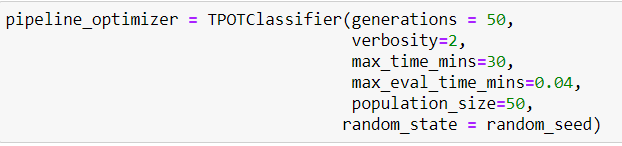 pipeline_optimizer = TPOTClassifier(generations = 50,
verbosity=2,
max_time_mins=30,
max_eval_time_mins=0.04,
population_size=50,
random_state = random_seed)